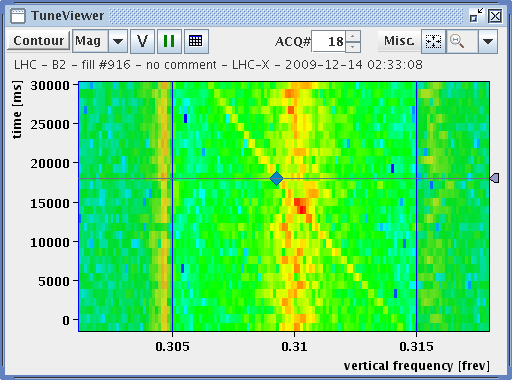 TuneViewer
Contour Mag V ACQ# 18 Misc.
LHC - B2 - fill #916 - no comment - LHC-X - 2009-12-14 02:33:08
time [ms]
30000
25000
20000
15000
10000
5000
0
0.305 0.31 0.315
vertical frequency [frev]